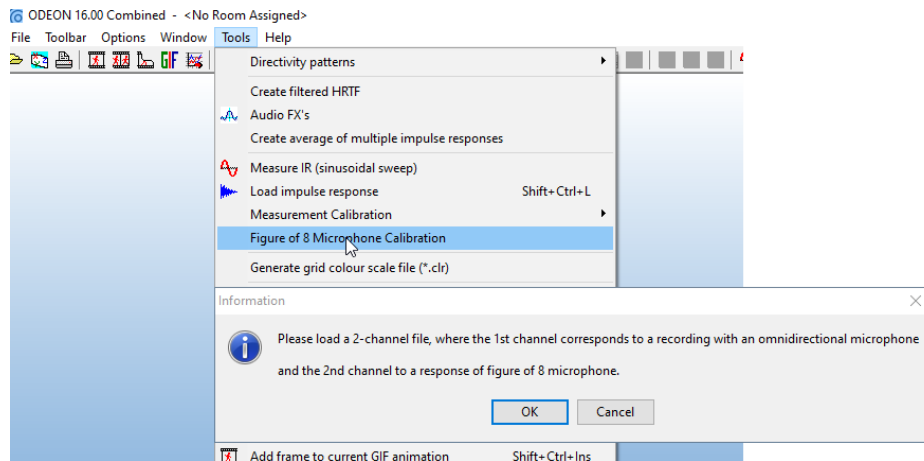 ODEON 16.00 Combined - <No Room Assigned>
File Toolbar Options Window Tools Help
GIF
Directivity patterns
Create filtered HRTF
Audio FX's
Create average of multiple impulse responses
Measure IR (sinusoidal sweep)
Load impulse response Shift+Ctrl+L
Measurement Calibration
Figure of 8 Microphone Calibration
Generate grid colour scale file (*.clr)
Information
Please load a 2-channel file, where the 1st channel corresponds to a recording with an omnidirectional microphone
and the 2nd channel to a response of figure of 8 microphone.
OK Cancel
Add frame to current GIF animation Shift+Ctrl+Ins